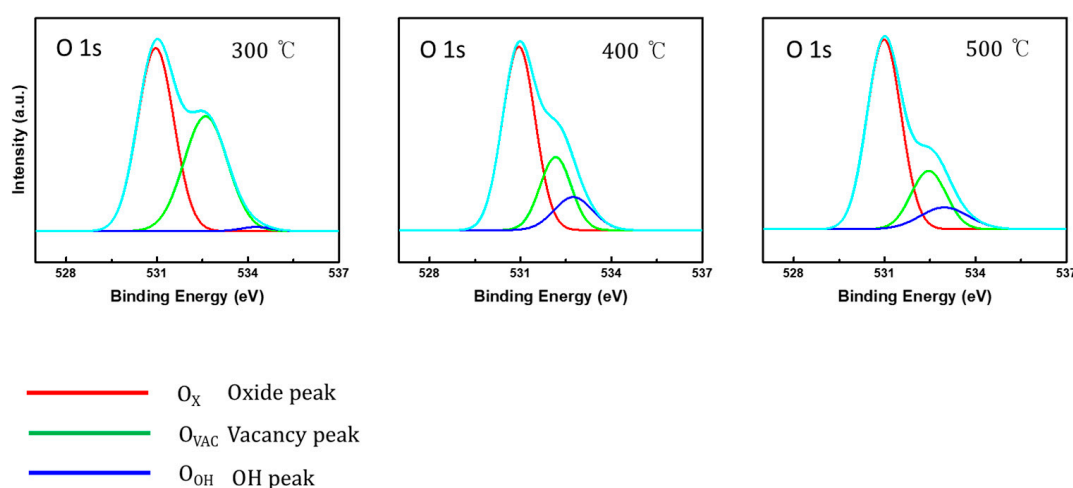 O 1s 300 ℃
O 1s 400 ℃
O 1s 500 ℃
Intensity (a.u.)
528 531 534 537
528 531 534 537
528 531 534 537
Binding Energy (eV)
Binding Energy (eV)
Binding Energy (eV)
OX Oxide peak
OVAC Vacancy peak
OOH OH peak